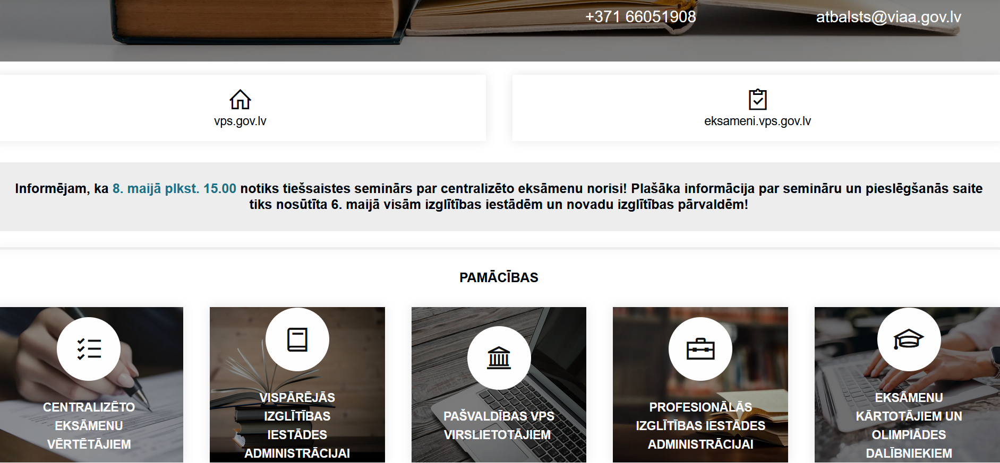 +371 66051908
atbalsts@viaa.gov.lv
vps.gov.lv
eksameni.vps.gov.lv
Informējam, ka 8. maijā plkst. 15.00 notiks tiešsaistes seminārs par centralizēto eksāmenu norisi! Plašāka informācija par semināru un pieslēgšanās saite
tiks nosūtīta 6. maijā visām izglītības iestādēm un novadu izglītības pārvaldēm!
PAMĀCĪBAS
CENTRALIZĒTO
EKSĀMENU
VĒRTĒTĀJIEM
VISPĀRĒJĀS
IZGLĪTĪBAS
IESTĀDES
ADMINISTRĀCIJAI
PAŠVALDĪBAS VPS
VIRSLIETOTĀJIEM
PROFESIONĀLĀS
IZGLĪTĪBAS IESTĀDES
ADMINISTRĀCIJAI
EKSĀMENU
KĀRTOTĀJIEM UN
OLIMPIĀDES
DALĪBNIEKIEM